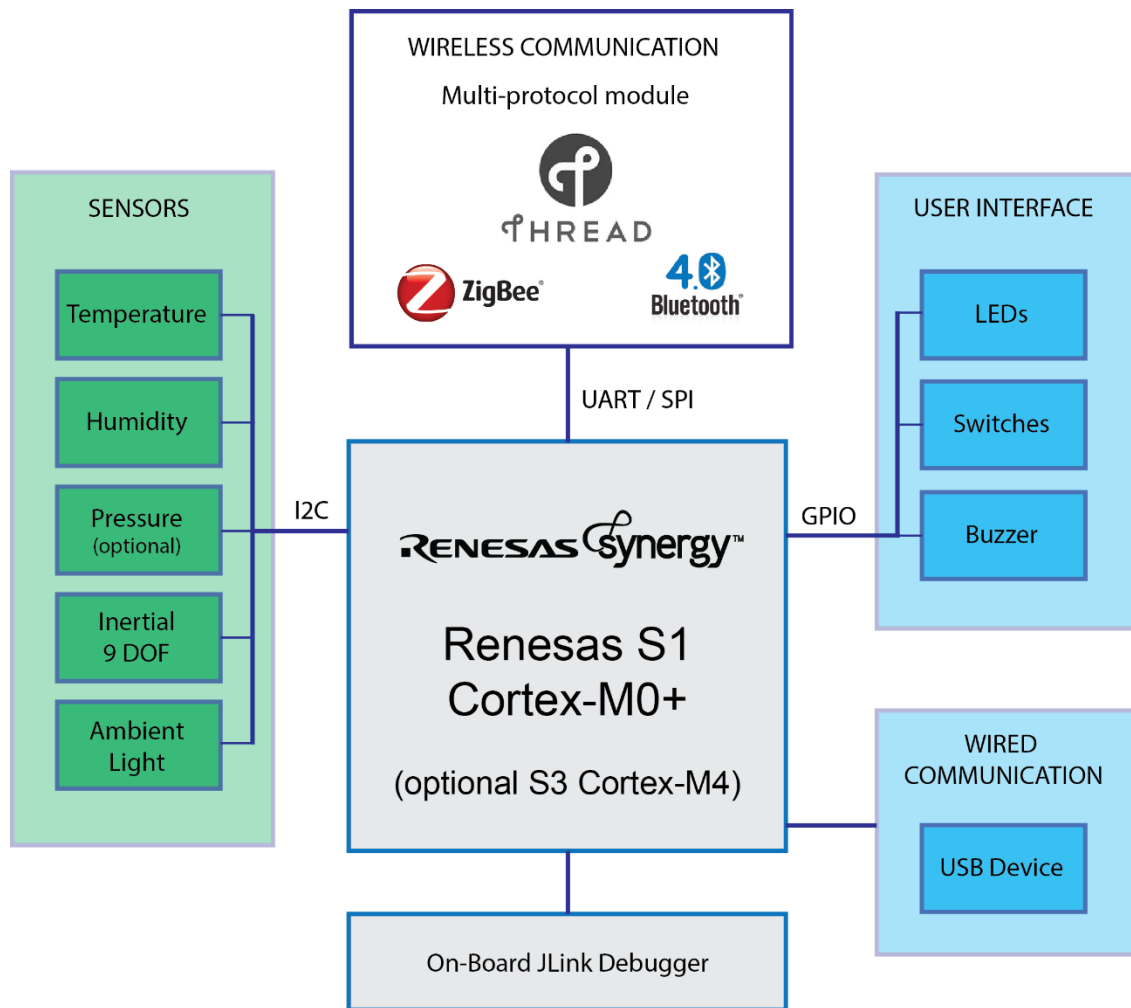 WIRELESS COMMUNICATION
Multi-protocol module
THREAD
ZigBee®
4.0
Bluetooth®
SENSORS
Temperature
Humidity
Pressure
(optional)
Inertial
9 DOF
Ambient
Light
I2C
UART / SPI
RENESAS synergy™
Renesas S1
Cortex-M0+
(optional S3 Cortex-M4)
GPIO
USER INTERFACE
LEDs
Switches
Buzzer
WIRED
COMMUNICATION
USB Device
On-Board JLink Debugger